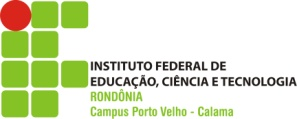 INSTITUTO FEDERAL DE
EDUCAÇÃO, CIÊNCIA E TECNOLOGIA
RONDÔNIA
Campus Porto Velho - Calama